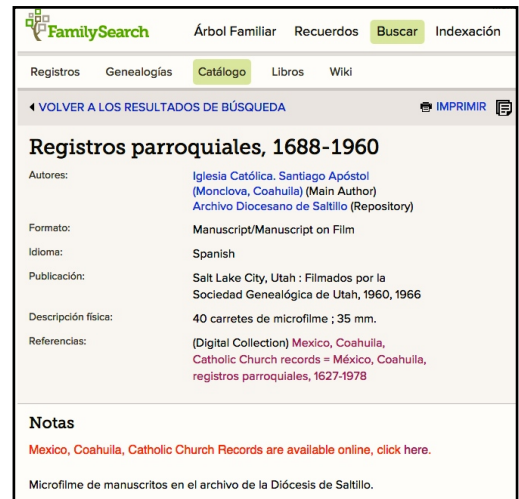 FamilySearch
Árbol Familiar Recuerdos Buscar Indexación
Registros Genealogías Catálogo Libros Wiki
VOLVER A LOS RESULTADOS DE BÚSQUEDA IMPRIMIR
Registros parroquiales, 1688-1960
Autores: Iglesia Católica. Santiago Apóstol
(Monclova, Coahuila) (Main Author)
Archivo Diocesano de Saltillo (Repository)
Formato: Manuscript/Manuscript on Film
Idioma: Spanish
Publicación: Salt Lake City, Utah : Filmados por la
Sociedad Genealógica de Utah, 1960, 1966
Descripción física: 40 carretes de microfilme ; 35 mm.
Referencias: (Digital Collection) Mexico, Coahuila,
Catholic Church records = México, Coahuila,
registros parroquiales, 1627-1978
Notas
Mexico, Coahuila, Catholic Church Records are available online, click here.
Microfilme de manuscritos en el archivo de la Diócesis de Saltillo.